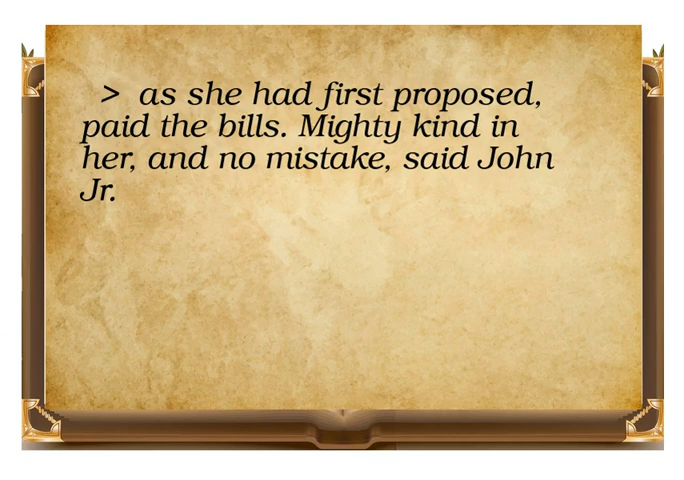 > as she had first proposed,
paid the bills. Mighty kind in
her, and no mistake, said John
Jr.